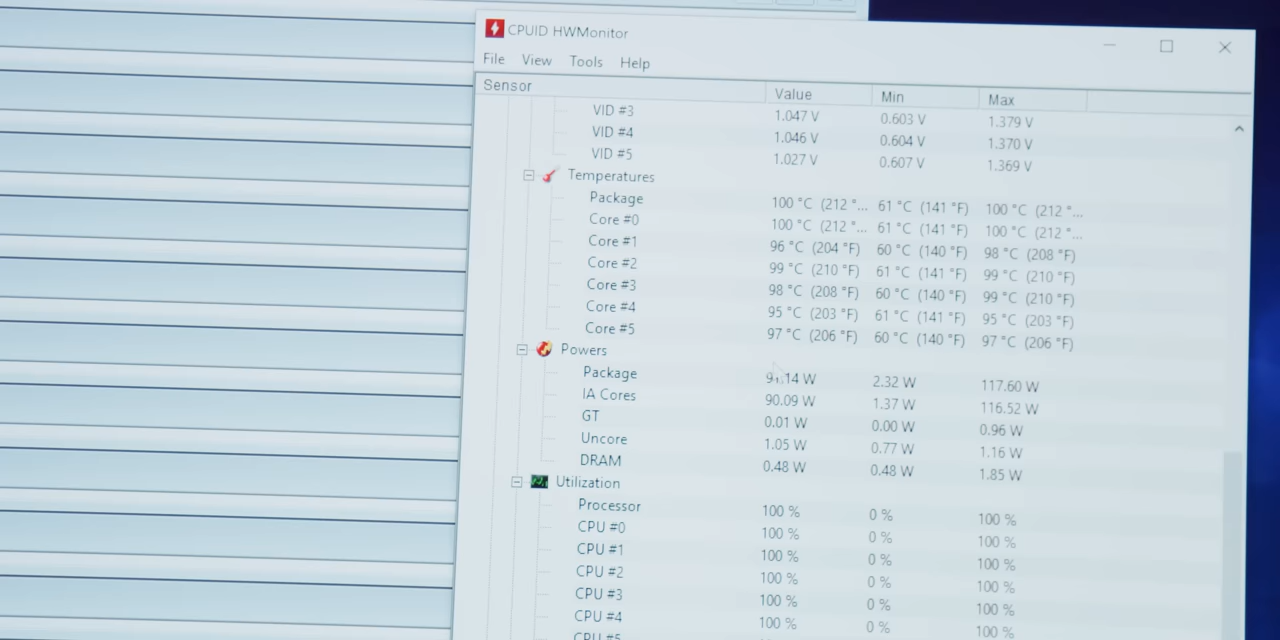 CPUID HWMonitor
File View Tools Help
Sensor Value Min Max
VID #3 1.047 V 0.603 V 1.379 V
VID #4 1.046 V 0.604 V 1.370 V
VID #5 1.027 V 0.607 V 1.369 V
Temperatures
Package 100 °C (212 °... 61 °C (141 °F) 100 °C (212 °...
Core #0 100 °C (212 °... 61 °C (141 °F) 100 °C (212 °...
Core #1 96 °C (204 °F) 60 °C (140 °F) 98 °C (208 °F)
Core #2 99 °C (210 °F) 61 °C (141 °F) 99 °C (210 °F)
Core #3 98 °C (208 °F) 60 °C (140 °F) 99 °C (210 °F)
Core #4 95 °C (203 °F) 61 °C (141 °F) 95 °C (203 °F)
Core #5 97 °C (206 °F) 60 °C (140 °F) 97 °C (206 °F)
Powers
Package 91.14 W 2.32 W 117.60 W
IA Cores 90.09 W 1.37 W 116.52 W
GT 0.01 W 0.00 W 0.96 W
Uncore 1.05 W 0.77 W 1.16 W
DRAM 0.48 W 0.48 W 1.85 W
Utilization
Processor 100 % 0 % 100 %
CPU #0 100 % 0 % 100 %
CPU #1 100 % 0 % 100 %
CPU #2 100 % 0 % 100 %
CPU #3 100 % 0 % 100 %
CPU #4 100 % 0 % 100 %
CPU #5